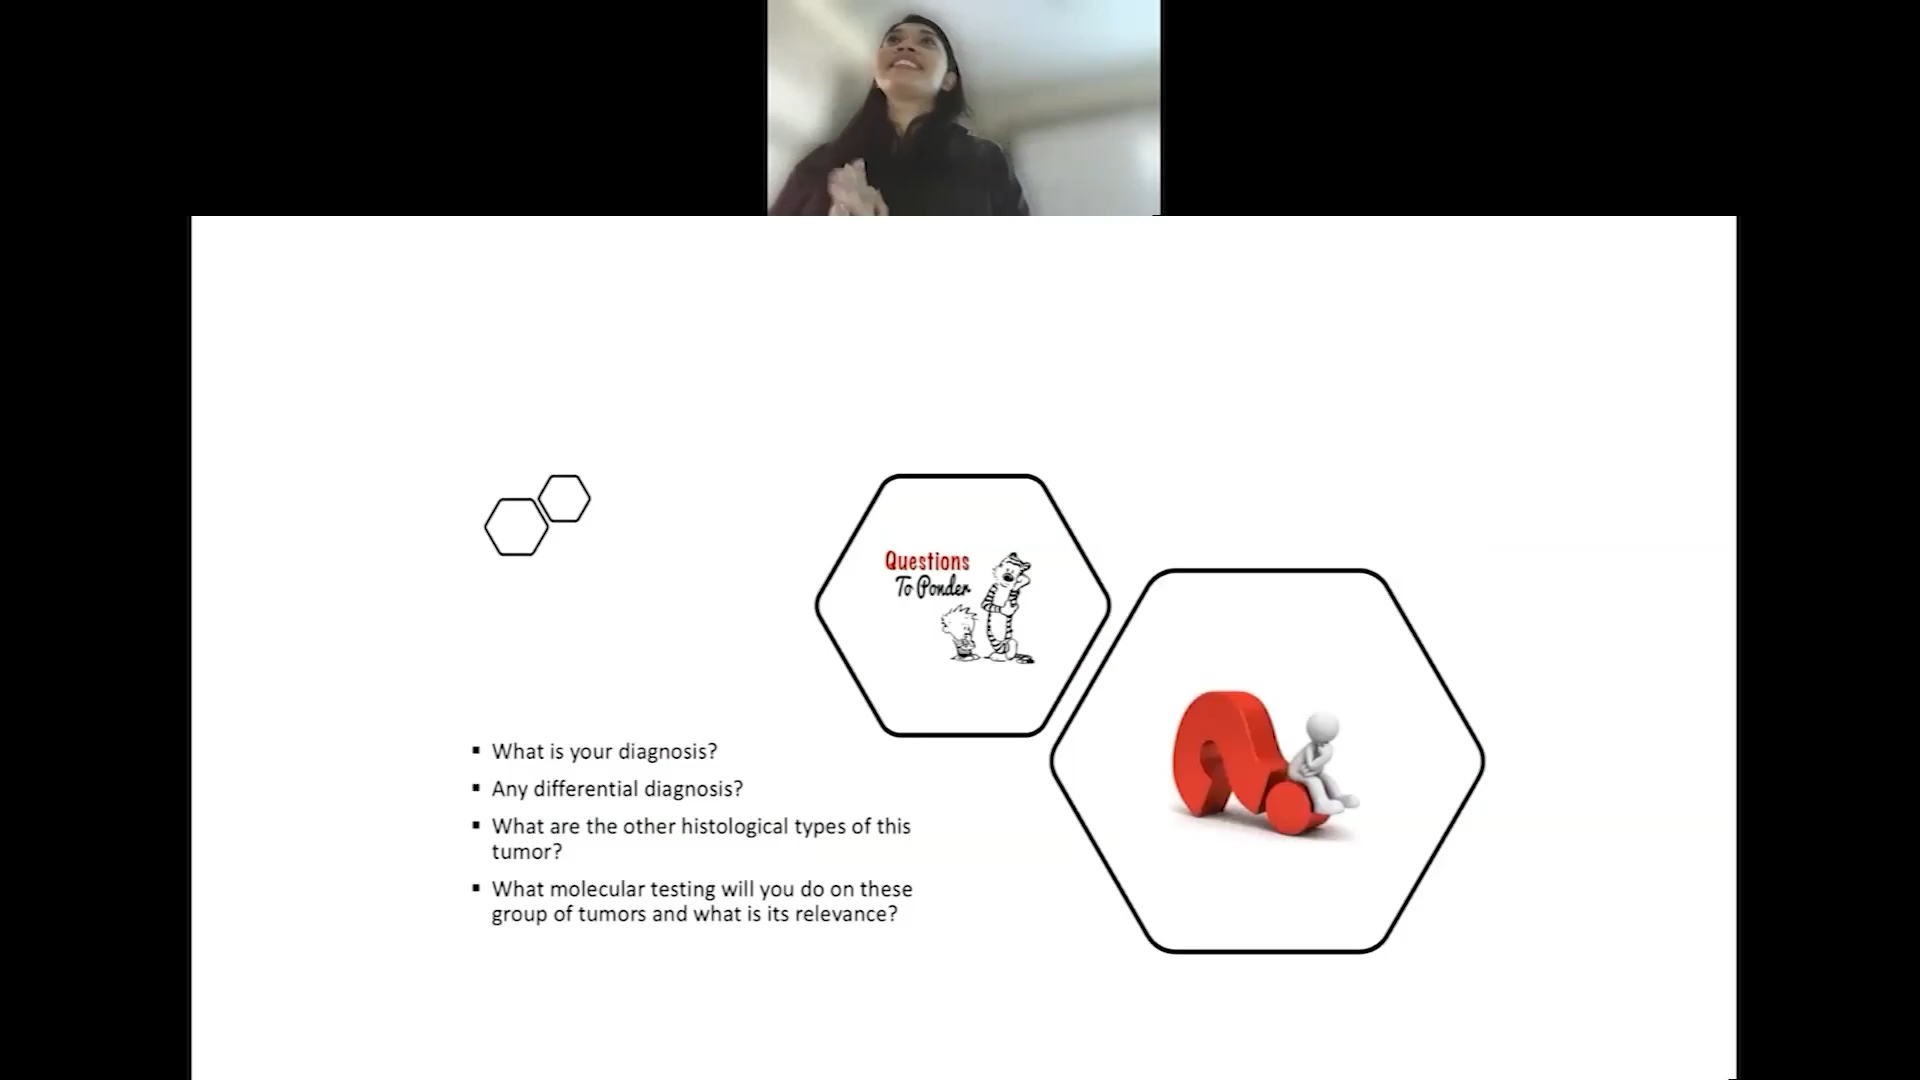 Questions
To Ponder
▪ What is your diagnosis?
▪ Any differential diagnosis?
▪ What are the other histological types of this
tumor?
▪ What molecular testing will you do on these
group of tumors and what is its relevance?